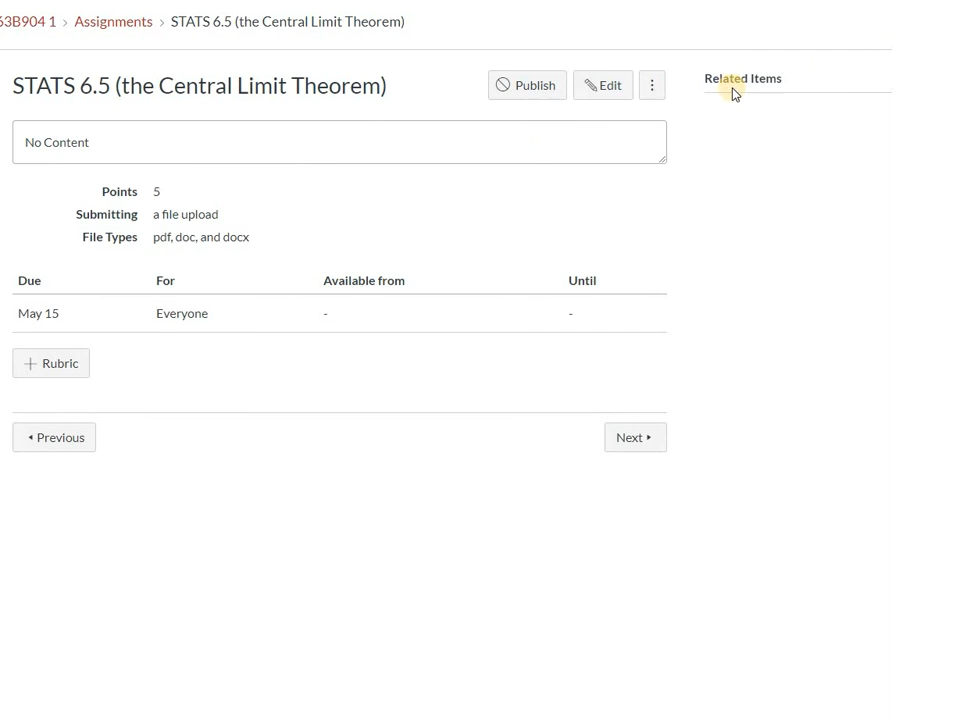 63B904 1 > Assignments > STATS 6.5 (the Central Limit Theorem)
STATS 6.5 (the Central Limit Theorem)
Publish
Edit
Related Items
No Content
Points 5
Submitting a file upload
File Types pdf, doc, and docx
Due For Available from Until
May 15 Everyone - -
+ Rubric
Previous
Next